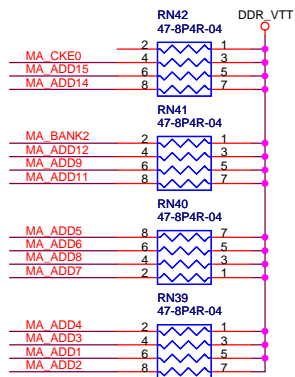 RN42 DDR_VTT
47-8P4R-04
2 1
MA_CKE0 4 3
MA_ADD15 6 5
MA_ADD14 8 7
RN41
47-8P4R-04
MA_BANK2 2 1
MA_ADD12 4 3
MA_ADD9 6 5
MA_ADD11 8 7
RN40
47-8P4R-04
MA_ADD5 8 7
MA_ADD6 6 5
MA_ADD8 4 3
MA_ADD7 2 1
RN39
47-8P4R-04
MA_ADD4 2 1
MA_ADD3 4 3
MA_ADD1 6 5
MA_ADD2 8 7